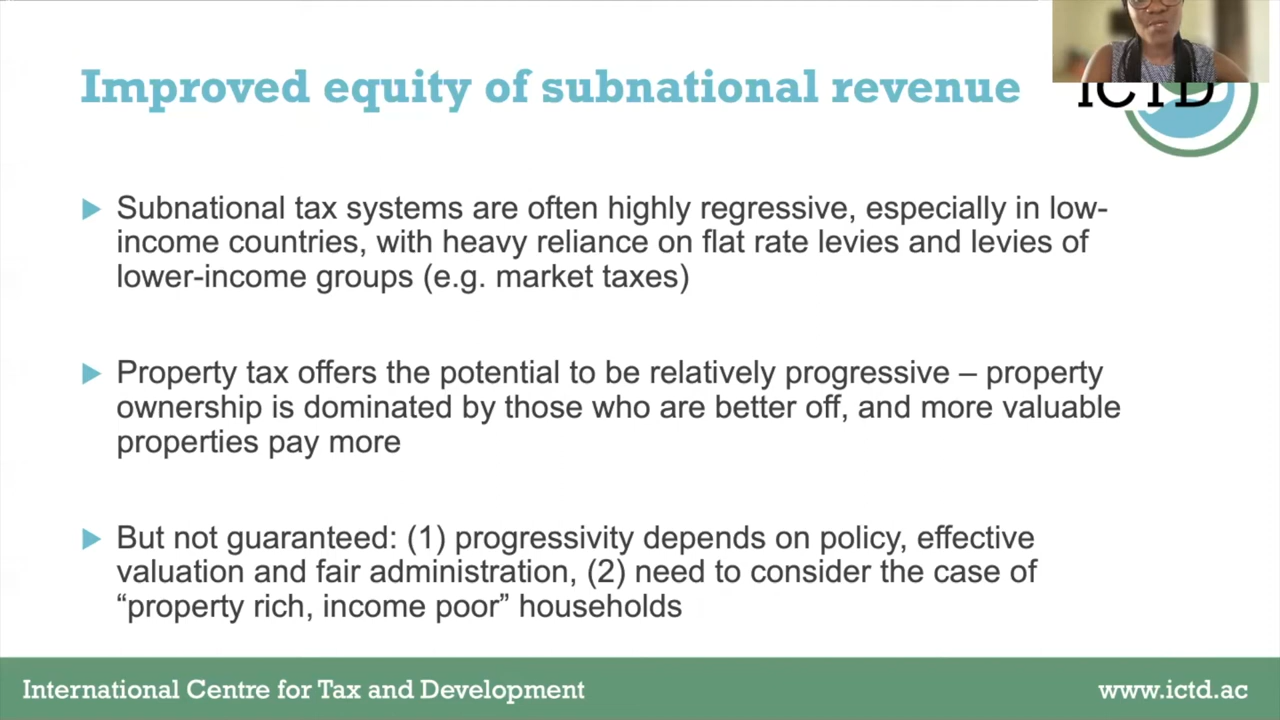 Improved equity of subnational revenue
ICTD
Subnational tax systems are often highly regressive, especially in low-
income countries, with heavy reliance on flat rate levies and levies of
lower-income groups (e.g. market taxes)
Property tax offers the potential to be relatively progressive – property
ownership is dominated by those who are better off, and more valuable
properties pay more
But not guaranteed: (1) progressivity depends on policy, effective
valuation and fair administration, (2) need to consider the case of
“property rich, income poor” households
International Centre for Tax and Development
www.ictd.ac